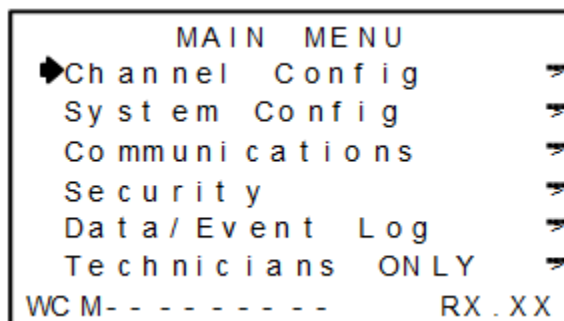 MAIN MENU
Channel Config
System Config
Communications
Security
Data/Event Log
Technicians ONLY
WCM--------- RX.XX